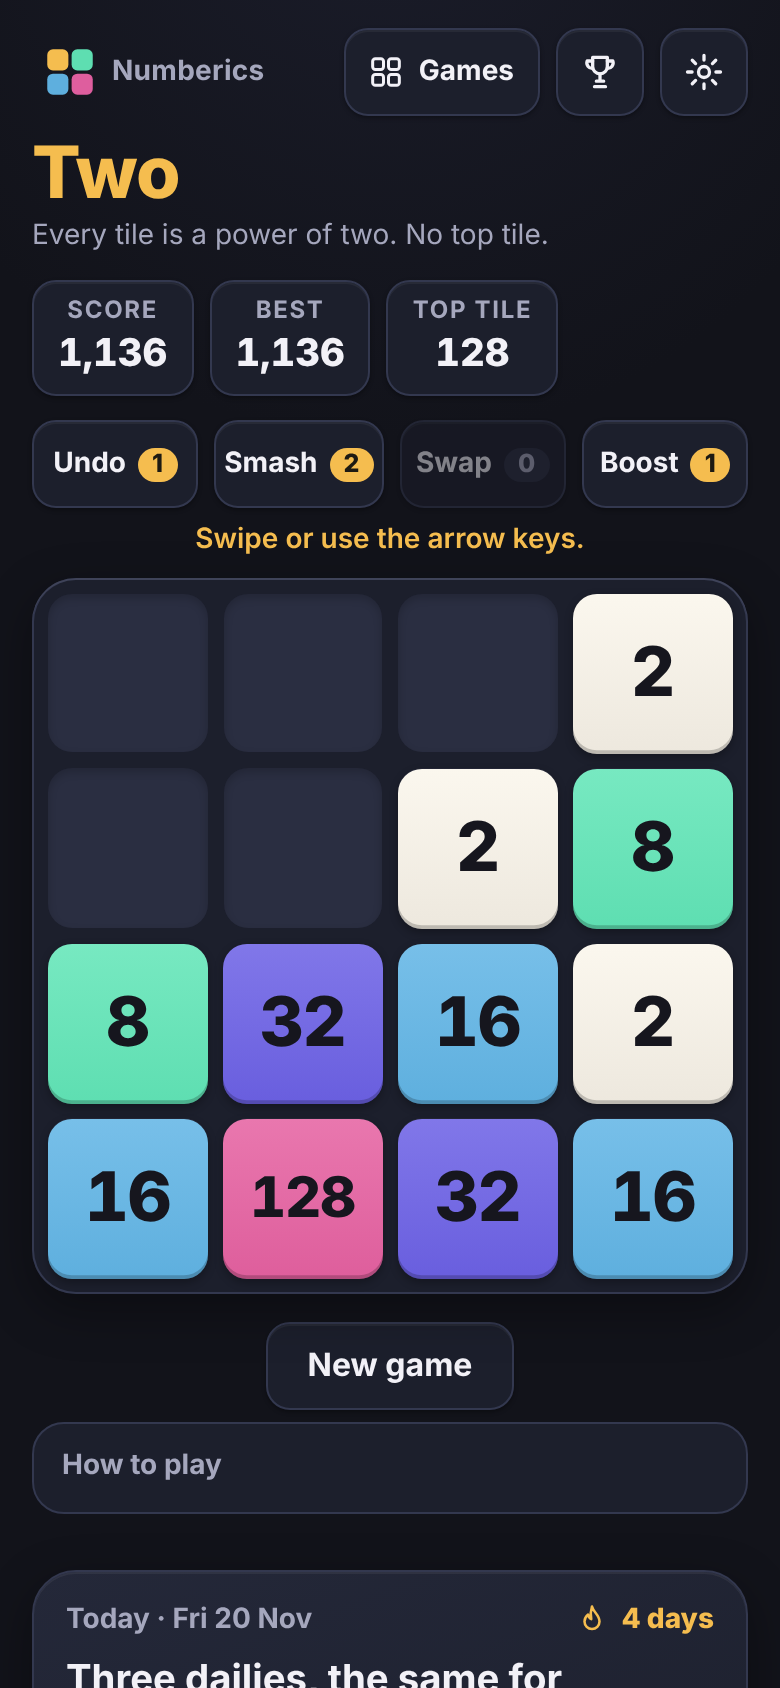 Numberics Games
Two
Every tile is a power of two. No top tile.
SCORE BEST TOP TILE
1,136 1,136 128
Undo 1 Smash 2 Swap 0 Boost 1
Swipe or use the arrow keys.
2
2 8
8 32 16 2
16 128 32 16
New game
How to play
Today · Fri 20 Nov 4 days
Three dailies, the same for